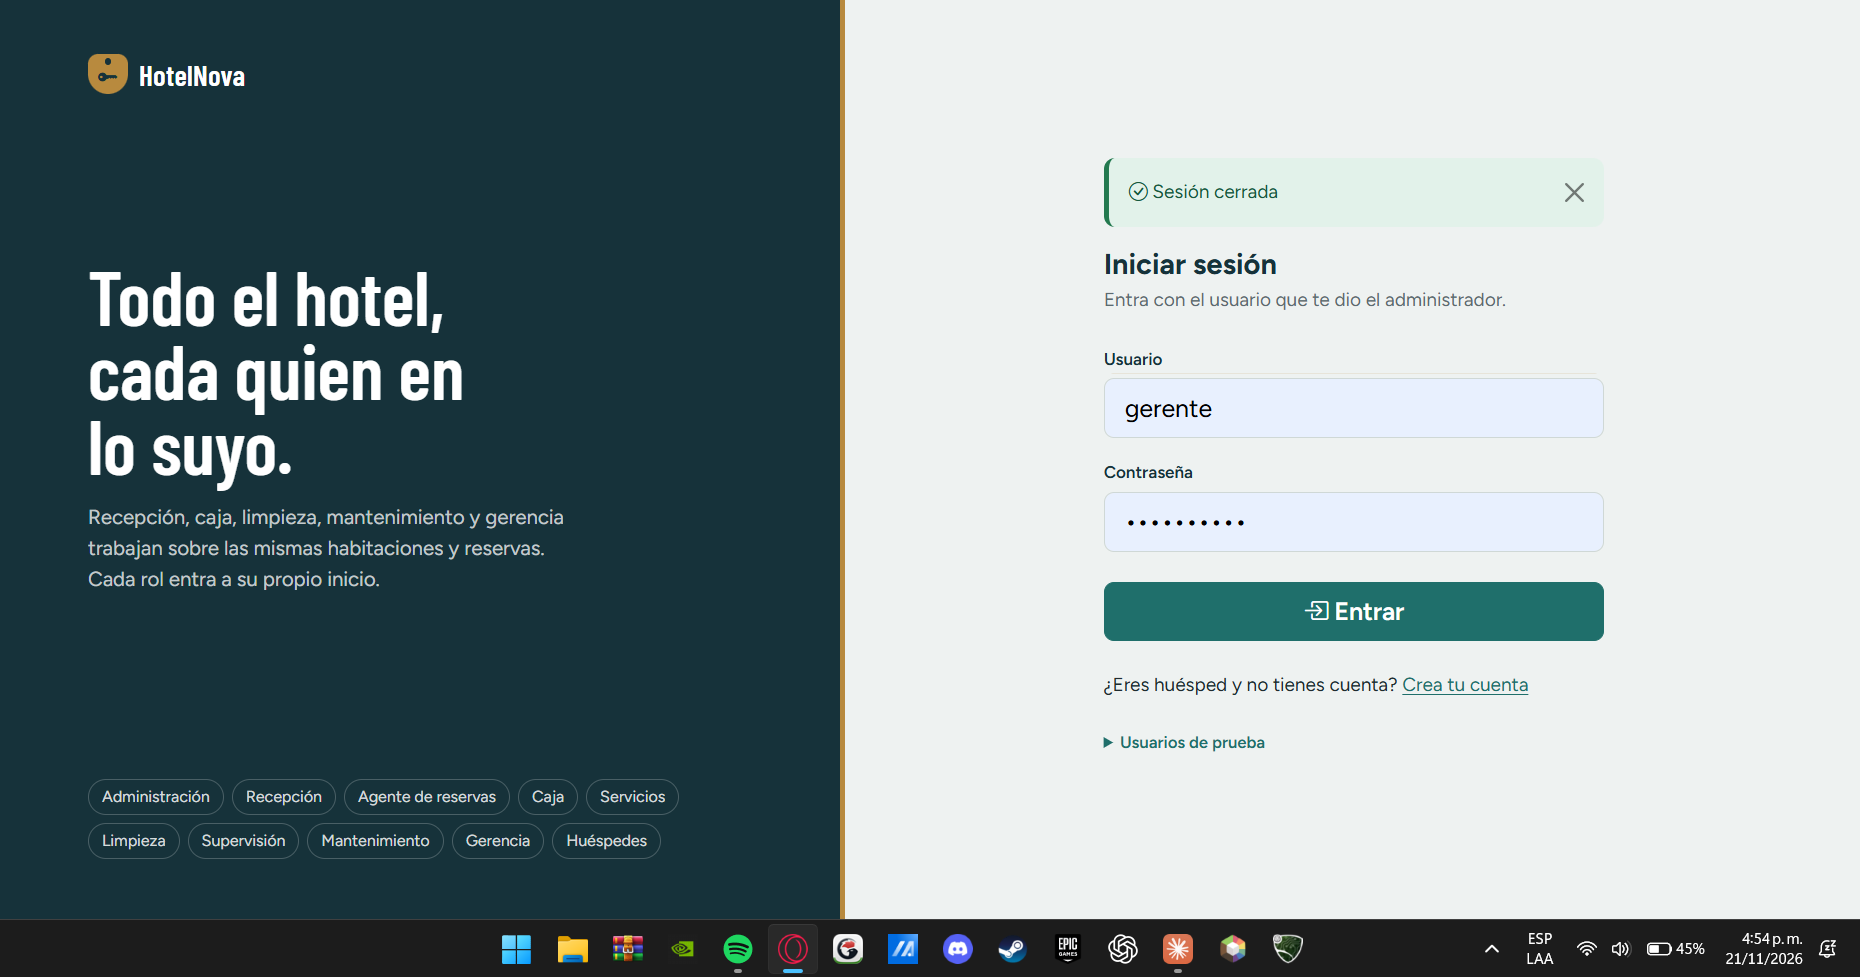 HotelNova
Todo el hotel,
cada quien en
lo suyo.
Recepción, caja, limpieza, mantenimiento y gerencia
trabajan sobre las mismas habitaciones y reservas.
Cada rol entra a su propio inicio.
Administración
Recepción
Agente de reservas
Caja
Servicios
Limpieza
Supervisión
Mantenimiento
Gerencia
Huéspedes
Sesión cerrada
Iniciar sesión
Entra con el usuario que te dio el administrador.
Usuario
gerente
Contraseña
••••••••••
Entrar
¿Eres huésped y no tienes cuenta? Crea tu cuenta
Usuarios de prueba
EPIC
GAMES
ESP
LAA
45%
4:54 p. m.
21/11/2026